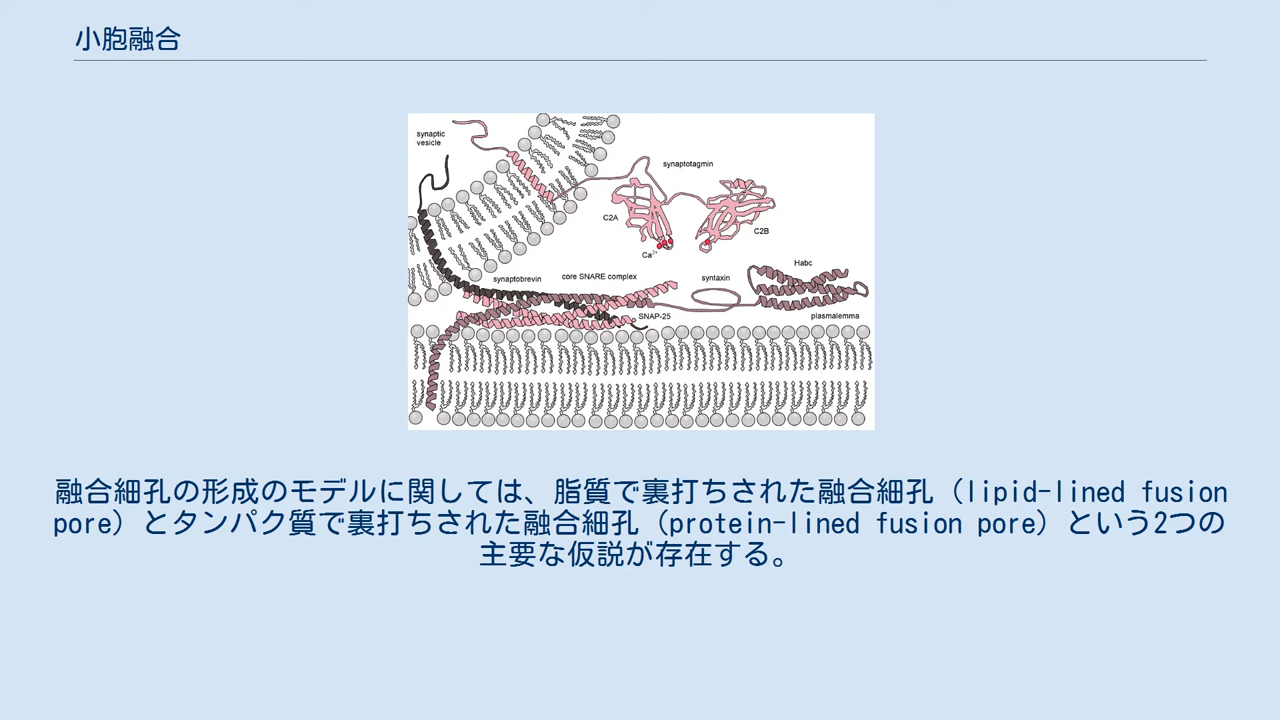 小胞融合
synaptic
vesicle
synaptotagmin
C2A
C2B
Ca2+
synaptobrevin
core SNARE complex
syntaxin
Habc
SNAP-25
plasmalemma
融合細孔の形成のモデルに関しては、脂質で裏打ちされた融合細孔（lipid-lined fusion
pore）とタンパク質で裏打ちされた融合細孔（protein-lined fusion pore）という2つの
主要な仮説が存在する。